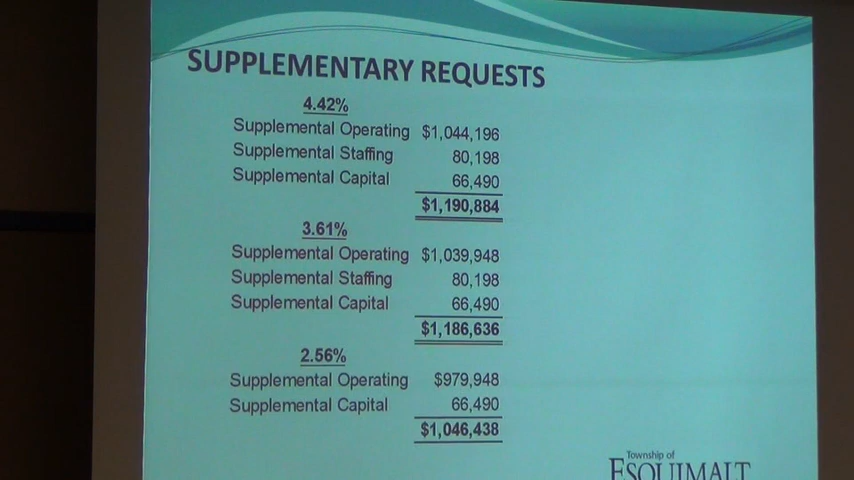 SUPPLEMENTARY REQUESTS
4.42%
Supplemental Operating $1,044,196
Supplemental Staffing 80,198
Supplemental Capital 66,490
$1,190,884
3.61%
Supplemental Operating $1,039,948
Supplemental Staffing 80,198
Supplemental Capital 66,490
$1,186,636
2.56%
Supplemental Operating $979,948
Supplemental Capital 66,490
$1,046,438
Township of
ESQUIMALT